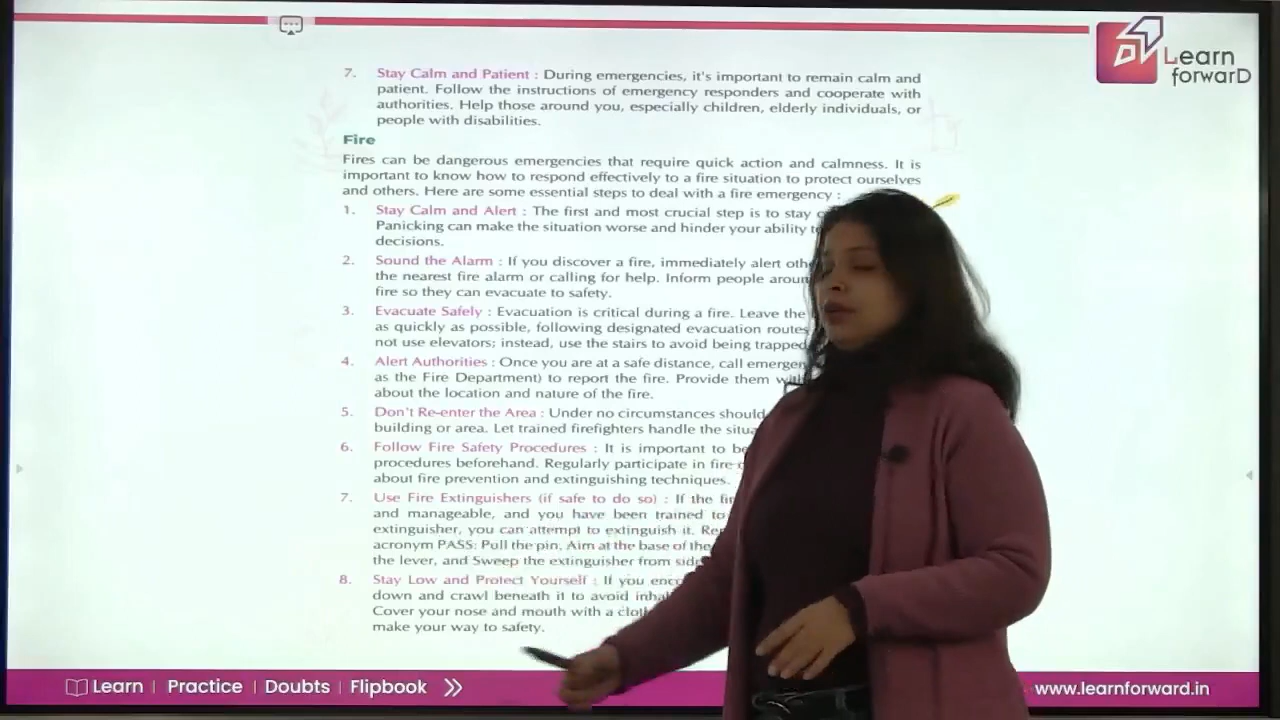 Learn
forwarD
7. Stay Calm and Patient : During emergencies, it's important to remain calm and
patient. Follow the instructions of emergency responders and cooperate with
authorities. Help those around you, especially children, elderly individuals, or
people with disabilities.
Fire
Fires can be dangerous emergencies that require quick action and calmness. It is
important to know how to respond effectively to a fire situation to protect ourselves
and others. Here are some essential steps to deal with a fire emergency :
1. Stay Calm and Alert : The first and most crucial step is to stay
Panicking can make the situation worse and hinder your ability
decisions.
2. Sound the Alarm : If you discover a fire, immediately alert
the nearest fire alarm or calling for help. Inform people
fire so they can evacuate to safety.
3. Evacuate Safely : Evacuation is critical during a fire. Leave the
as quickly as possible, following designated evacuation routes
not use elevators; instead, use the stairs to avoid being trapped
4. Alert Authorities : Once you are at a safe distance, call
as the Fire Department) to report the fire. Provide them
about the location and nature of the fire.
5. Don't Re-enter the Area : Under no circumstances should
building or area. Let trained firefighters handle the
6. Follow Fire Safety Procedures : It is important to
procedures beforehand. Regularly participate in fire
about fire prevention and extinguishing techniques.
7. Use Fire Extinguishers (if safe to do so) : If the
and manageable, and you have been trained to
extinguisher, you can attempt to extinguish it.
acronym PASS: Pull the pin, Aim at the base of the
the lever, and Sweep the extinguisher from
8. Stay Low and Protect Yourself : If you
down and crawl beneath it to avoid
Cover your nose and mouth with a
make your way to safety.
Learn | Practice | Doubts | Flipbook
www.learnforward.in